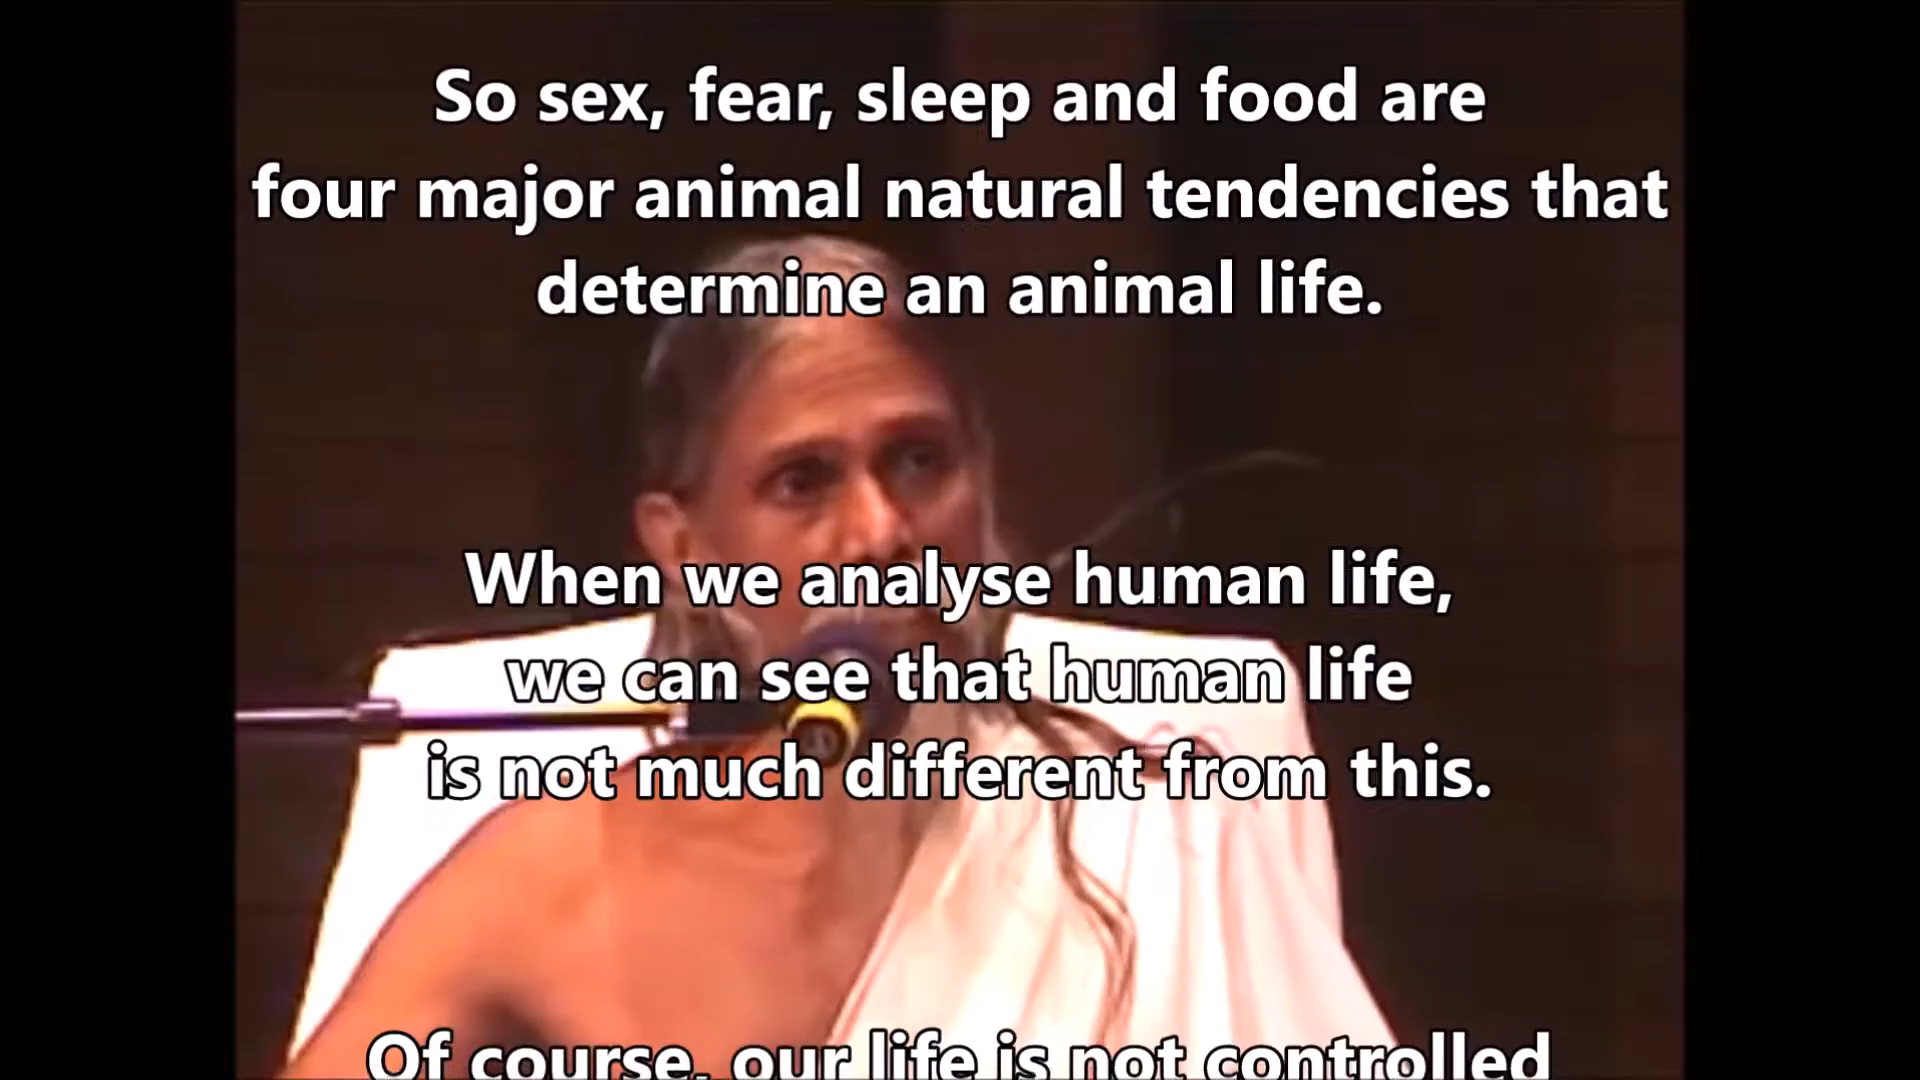 So sex, fear, sleep and food are
four major animal natural tendencies that
determine an animal life.
When we analyse human life,
we can see that human life
is not much different from this.
Of course, our life is not controlled